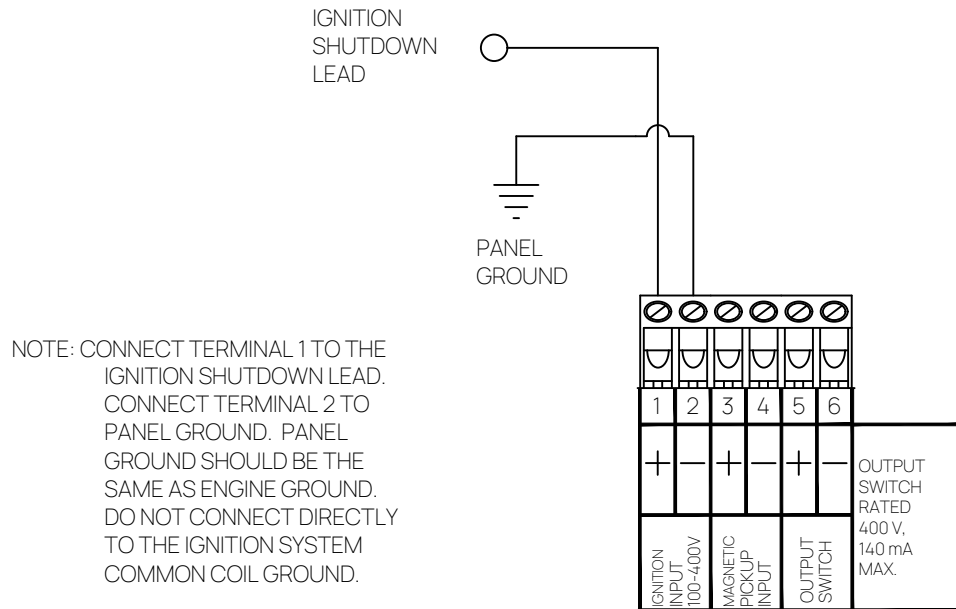 IGNITION
SHUTDOWN
LEAD
PANEL
GROUND
NOTE: CONNECT TERMINAL 1 TO THE
IGNITION SHUTDOWN LEAD.
CONNECT TERMINAL 2 TO
PANEL GROUND. PANEL
GROUND SHOULD BE THE
SAME AS ENGINE GROUND.
DO NOT CONNECT DIRECTLY
TO THE IGNITION SYSTEM
COMMON COIL GROUND.
1 2 3 4 5 6
+ − + − + −
IGNITION
INPUT
100-400V
MAGNETIC
PICKUP
INPUT
OUTPUT
SWITCH
OUTPUT
SWITCH
RATED
400 V,
140 mA
MAX.